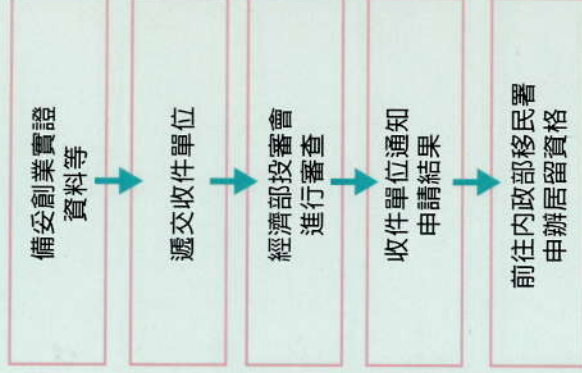 備妥創業實證
資料等
遞交收件單位
經濟部投審會
進行審查
收件單位通知
申請結果
前往內政部移民署
申辦居留資格